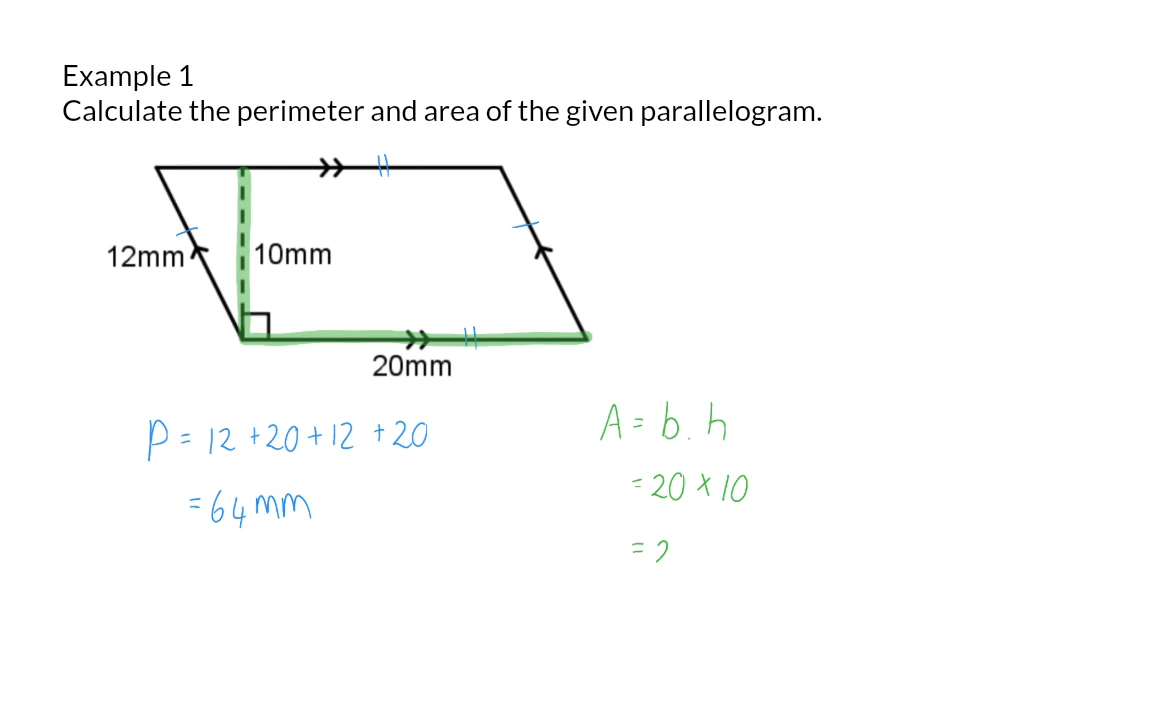 Example 1
Calculate the perimeter and area of the given parallelogram.
12mm
10mm
20mm
P = 12 + 20 + 12 + 20
= 64 mm
A = b . h
= 20 × 10
= 2